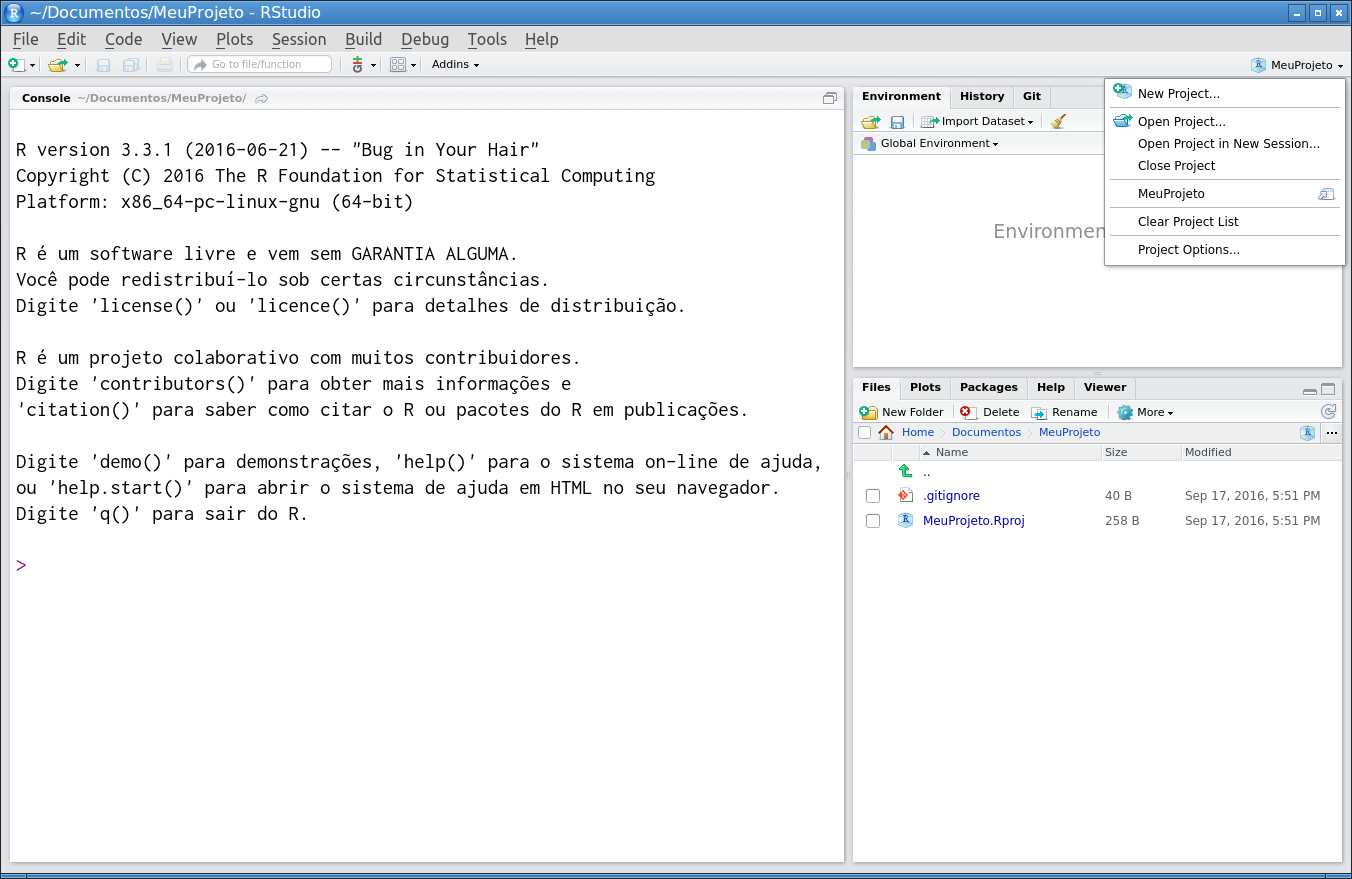 ~/Documentos/MeuProjeto - RStudio
File Edit Code View Plots Session Build Debug Tools Help
Go to file/function Addins MeuProjeto
Console ~/Documentos/MeuProjeto/
R version 3.3.1 (2016-06-21) -- "Bug in Your Hair"
Copyright (C) 2016 The R Foundation for Statistical Computing
Platform: x86_64-pc-linux-gnu (64-bit)
R é um software livre e vem sem GARANTIA ALGUMA.
Você pode redistribuí-lo sob certas circunstâncias.
Digite 'license()' ou 'licence()' para detalhes de distribuição.
R é um projeto colaborativo com muitos contribuidores.
Digite 'contributors()' para obter mais informações e
'citation()' para saber como citar o R ou pacotes do R em publicações.
Digite 'demo()' para demonstrações, 'help()' para o sistema on-line de ajuda,
ou 'help.start()' para abrir o sistema de ajuda em HTML no seu navegador.
Digite 'q()' para sair do R.
>
Environment History Git
Import Dataset
Global Environment
Environmen
New Project...
Open Project...
Open Project in New Session...
Close Project
MeuProjeto
Clear Project List
Project Options...
Files Plots Packages Help Viewer
New Folder Delete Rename More
Home Documentos MeuProjeto ...
Name Size Modified
..
.gitignore 40 B Sep 17, 2016, 5:51 PM
MeuProjeto.Rproj 258 B Sep 17, 2016, 5:51 PM